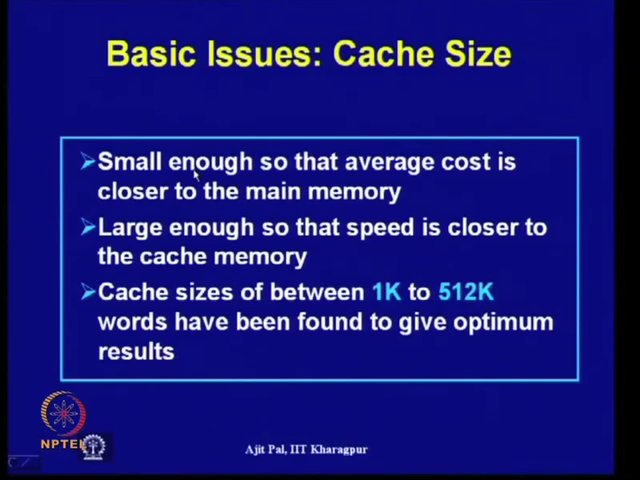 Basic Issues: Cache Size
Small enough so that average cost is
closer to the main memory
Large enough so that speed is closer to
the cache memory
Cache sizes of between 1K to 512K
words have been found to give optimum
results
NPTEL
Ajit Pal, IIT Kharagpur